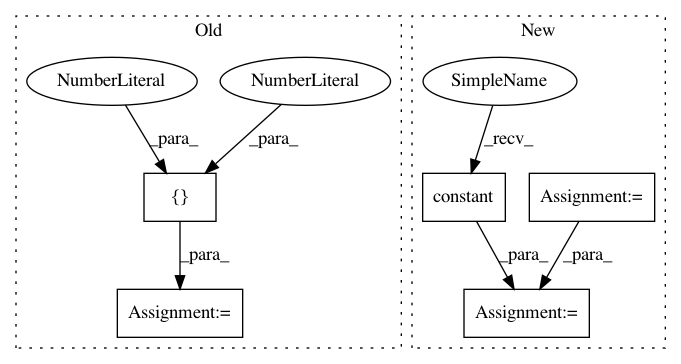 Old
New
NumberLiteral
NumberLiteral
SimpleName
_para_
_para_
_recv_
{}
constant
Assignment:=
_para_
_para_
_para_
Assignment:=
Assignment:=